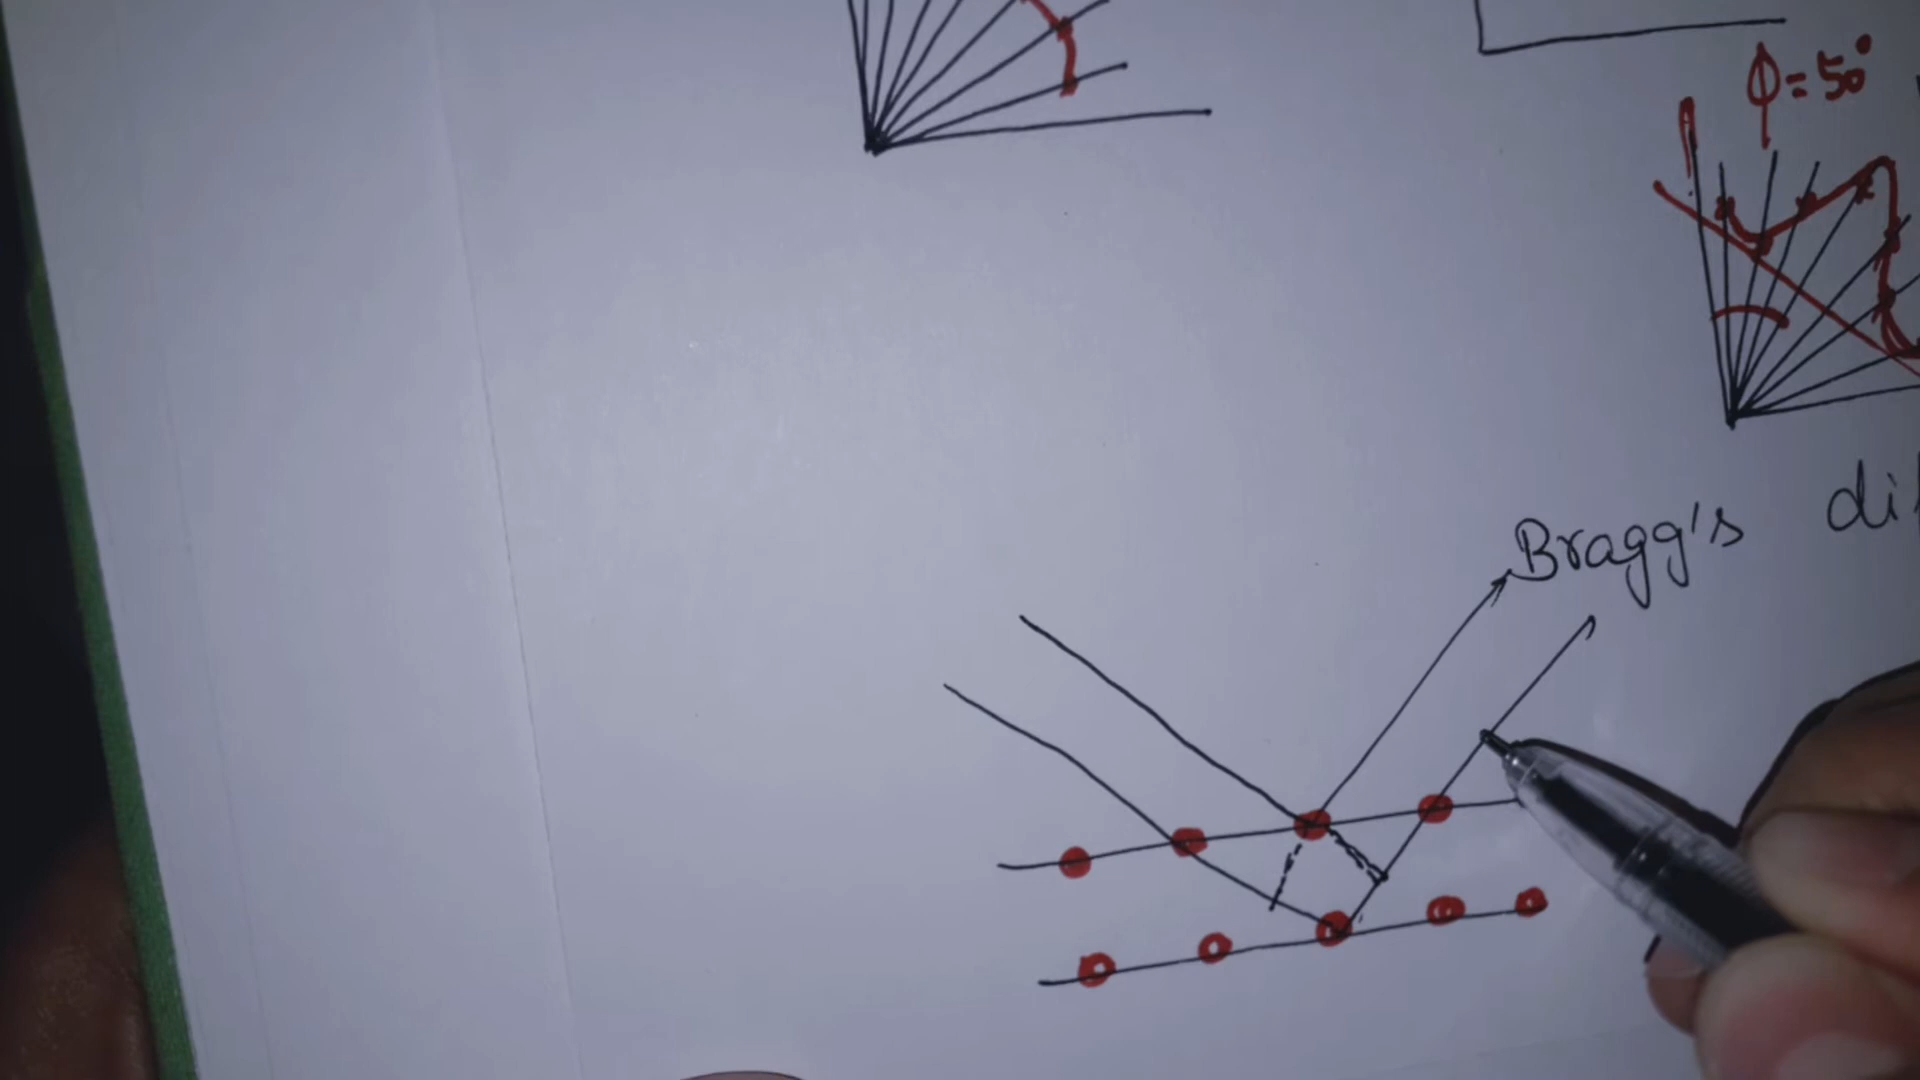 ϕ = 50°
Bragg's